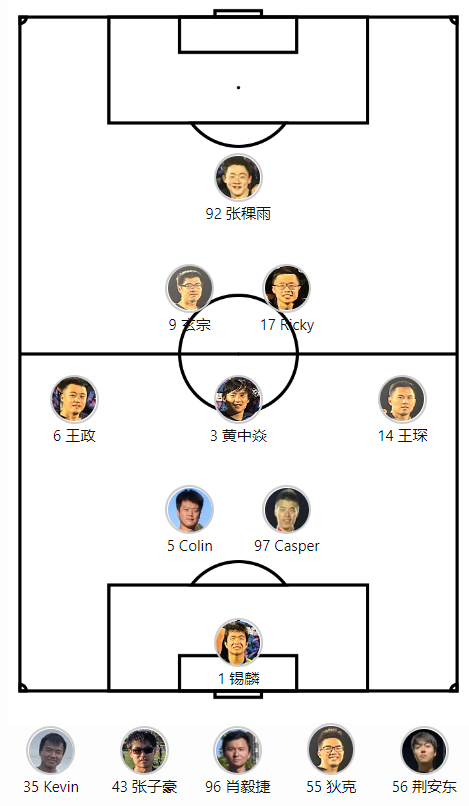 92 张稞雨
9 玄宗
17 Ricky
6 王政
3 黄中焱
14 王琛
5 Colin
97 Casper
1 锡麟
35 Kevin
43 张子豪
96 肖毅捷
55 狄克
56 荆安东